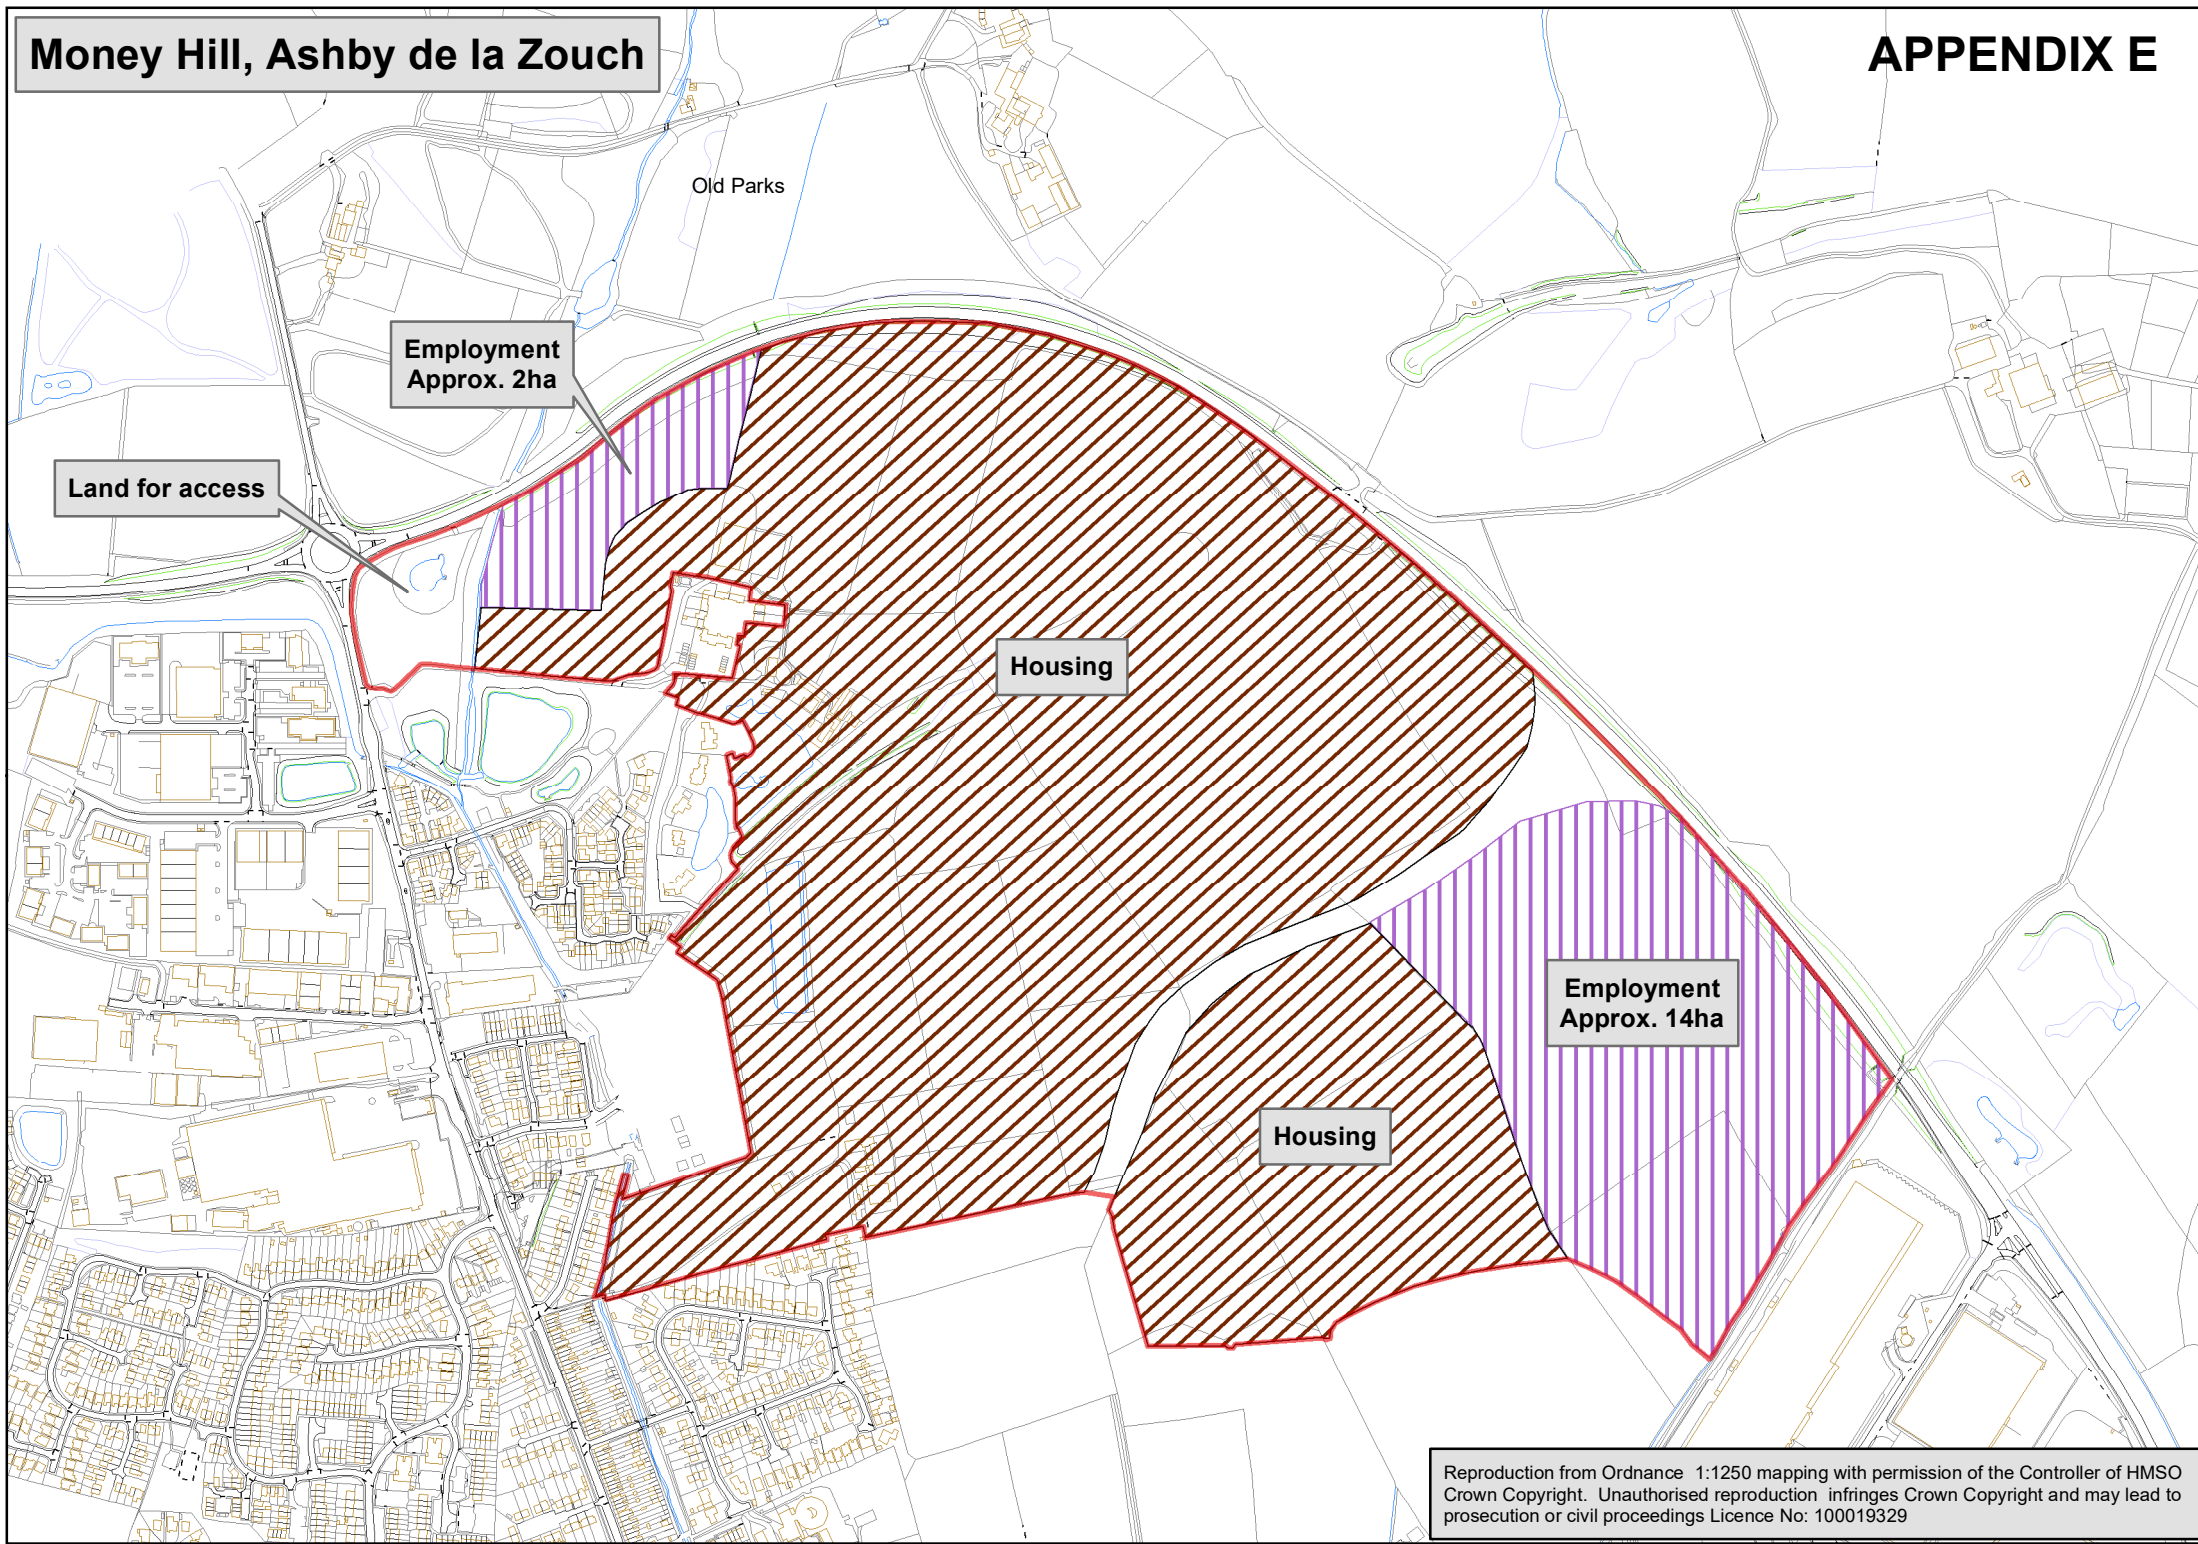 Money Hill, Ashby de la Zouch
APPENDIX E
Old Parks
Employment
Approx. 2ha
Land for access
Housing
Employment
Approx. 14ha
Housing
Reproduction from Ordnance 1:1250 mapping with permission of the Controller of HMSO
Crown Copyright. Unauthorised reproduction infringes Crown Copyright and may lead to
prosecution or civil proceedings Licence No: 100019329